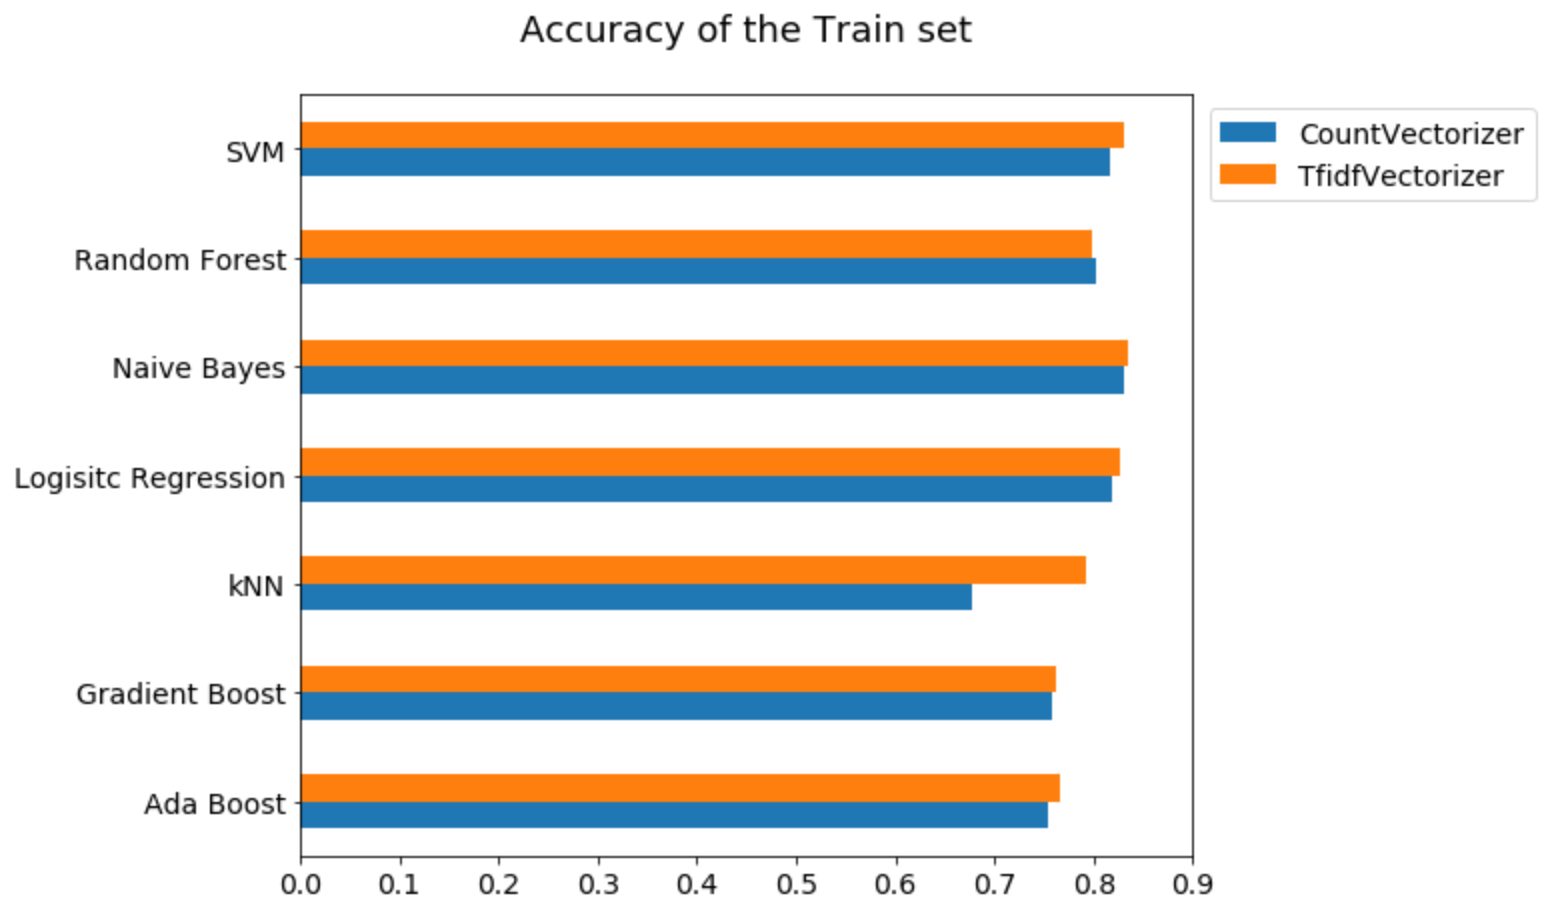 Accuracy of the Train set
CountVectorizer
TfidfVectorizer
SVM
Random Forest
Naive Bayes
Logisitc Regression
kNN
Gradient Boost
Ada Boost
0.0 0.1 0.2 0.3 0.4 0.5 0.6 0.7 0.8 0.9